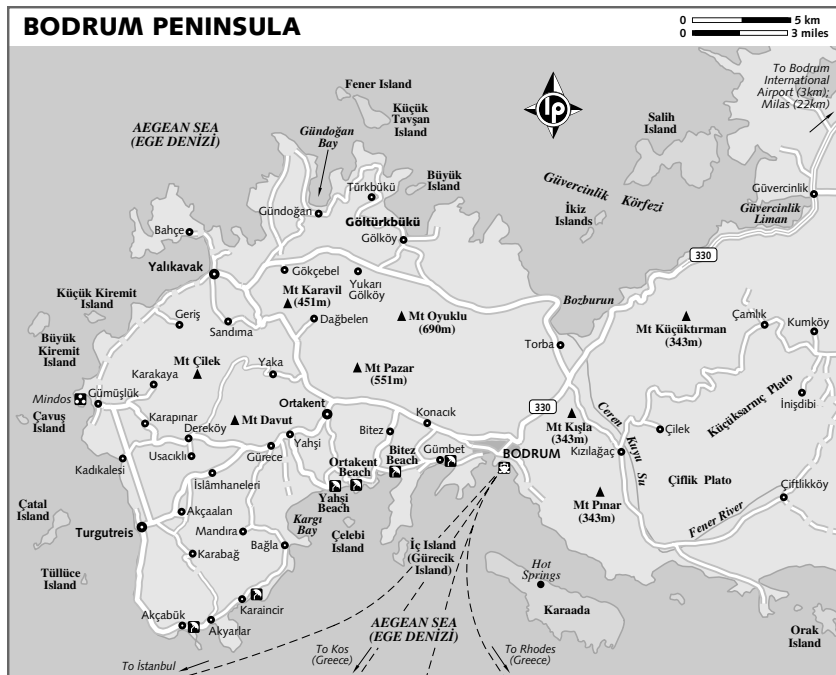 BODRUM PENINSULA
0 5 km
0 3 miles
To Bodrum
International
Airport (3km);
Milas (22km)
Fener Island
Küçük
Tavşan
Island
AEGEAN SEA
(EGE DENİZİ)
Gündoğan
Bay
lp
Salih
Island
Türkbükü
Büyük
Island
Güvercinlik Körfezi
Güvercinlik
Güvercinlik
Liman
Gündoğan
Göltürkbükü
Gölköy
İkiz
Islands
Bahçe
330
Yalıkavak
Gökçebel
Yukarı
Gölköy
Mt Karavil
(451m)
Bozburun
Küçük Kiremit
Island
Geriş
Sandıma
Dağbelen
Mt Oyuklu
(690m)
Mt Küçüktırman
(343m)
Çamlık
Kumköy
Büyük
Kiremit
Island
Torba
Mt Çilek
Yaka
Mt Pazar
(551m)
Karakaya
Mindos
Gümüşlük
Çavuş
Island
Ortakent
Konacık
330
Ceren Kuyu Su
Küçüksarnıç Plato
İnişdibi
Karapınar
Mt Davut
Dereköy
Yahşi
Bitez
Bitez
Beach
Gümbet
Mt Kışla
(343m)
Çilek
Usacıklı
Gürece
BODRUM
Kızılağaç
Kadıkalesi
İslâmhaneleri
Ortakent
Beach
Yahşi
Beach
Çiflik Plato
Mt Pınar
(343m)
Çiftlikköy
Çatal
Island
Akçaalan
Kargı
Bay
Turgutreis
Mandıra
Çelebi
Island
Fener River
Bağla
Karabağ
İç Island
(Gürecik
Island)
Hot
Springs
Tüllüce
Island
Karaincir
Karaada
Akçabük
Akyarlar
AEGEAN SEA
(EGE DENİZİ)
Orak
Island
To İstanbul
To Kos
(Greece)
To Rhodes
(Greece)